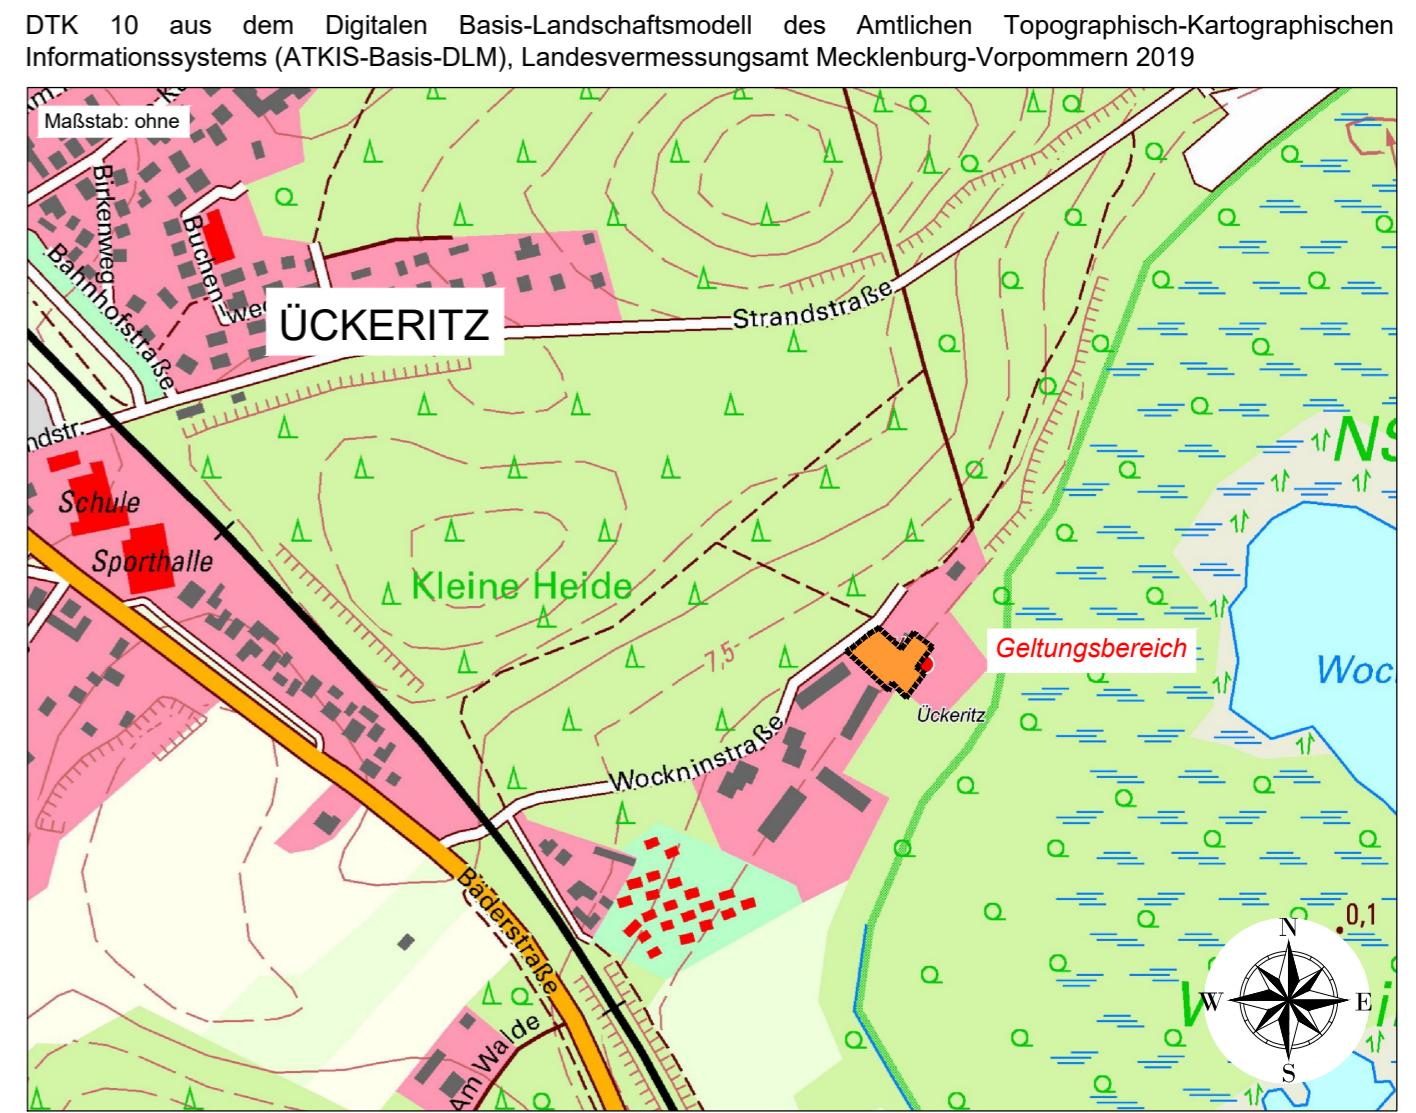 DTK 10 aus dem Digitalen Basis-Landschaftsmodell des Amtlichen Topographisch-Kartographischen
Informationssystems (ATKIS-Basis-DLM), Landesvermessungsamt Mecklenburg-Vorpommern 2019
Maßstab: ohne
Birkenweg
Buchen-
Bahnhofstraße
ÜCKERITZ
Strandstraße
ndstr.
NS
Schule
Sporthalle
Kleine Heide
7,5
Geltungsbereich
Woc
Ückeritz
Wockninstraße
Bäderstraße
0,1
N
W
E
S
Am Walde